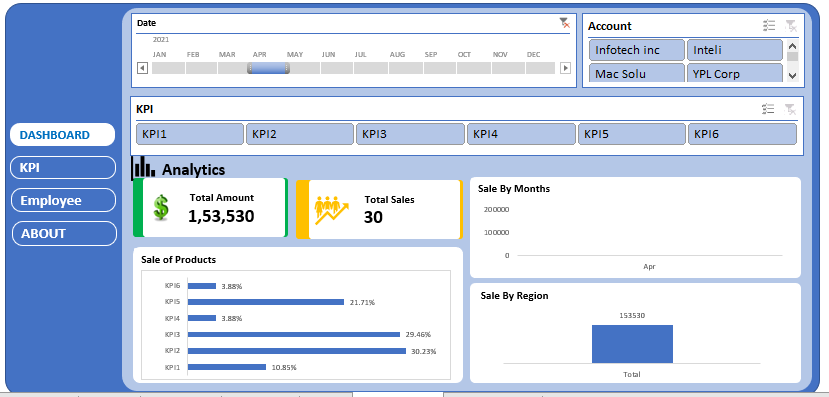 Date
2021
JAN FEB MAR APR MAY JUN JUL AUG SEP OCT NOV DEC
Account
Infotech inc Inteli
Mac Solu YPL Corp
KPI
KPI1 KPI2 KPI3 KPI4 KPI5 KPI6
DASHBOARD
KPI
Employee
ABOUT
Analytics
Total Amount
1,53,530
Total Sales
30
Sale By Months
200000
100000
0
Apr
Sale of Products
KPI6 3.88%
KPI5 21.71%
KPI4 3.88%
KPI3 29.46%
KPI2 30.23%
KPI1 10.85%
Sale By Region
153530
Total